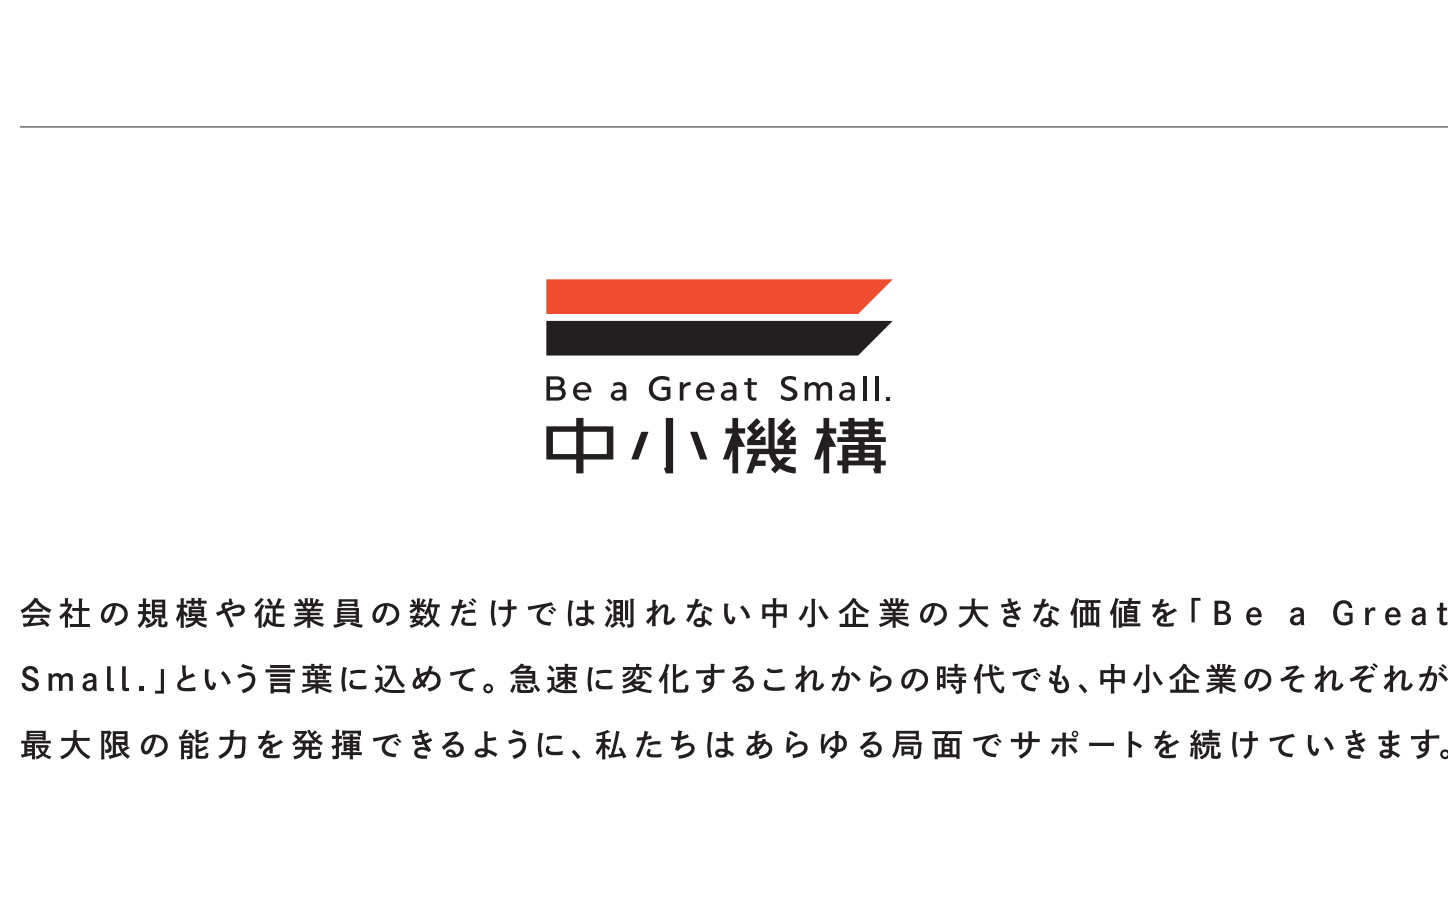 Be a Great Small.
中小機構
会社の規模や従業員の数だけでは測れない中小企業の大きな価値を「Be a Great
Small.」という言葉に込めて。急速に変化するこれからの時代でも、中小企業のそれぞれが
最大限の能力を発揮できるように、私たちはあらゆる局面でサポートを続けていきます。